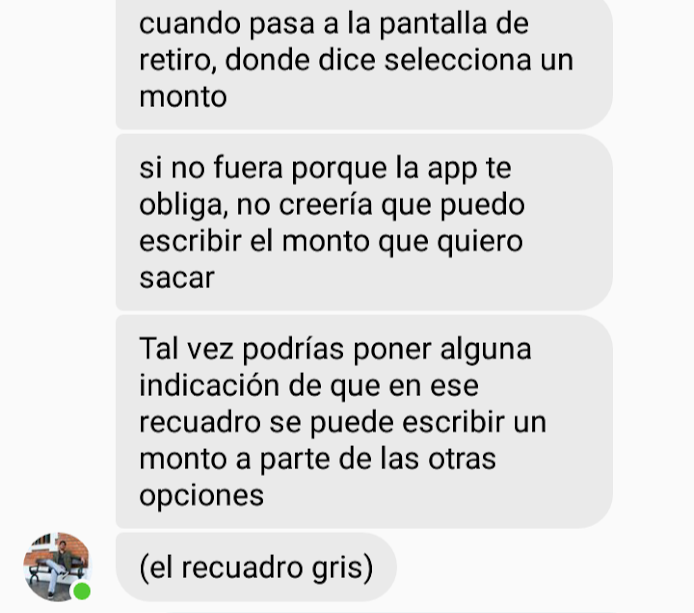 cuando pasa a la pantalla de
retiro, donde dice selecciona un
monto
si no fuera porque la app te
obliga, no creería que puedo
escribir el monto que quiero
sacar
Tal vez podrías poner alguna
indicación de que en ese
recuadro se puede escribir un
monto a parte de las otras
opciones
(el recuadro gris)